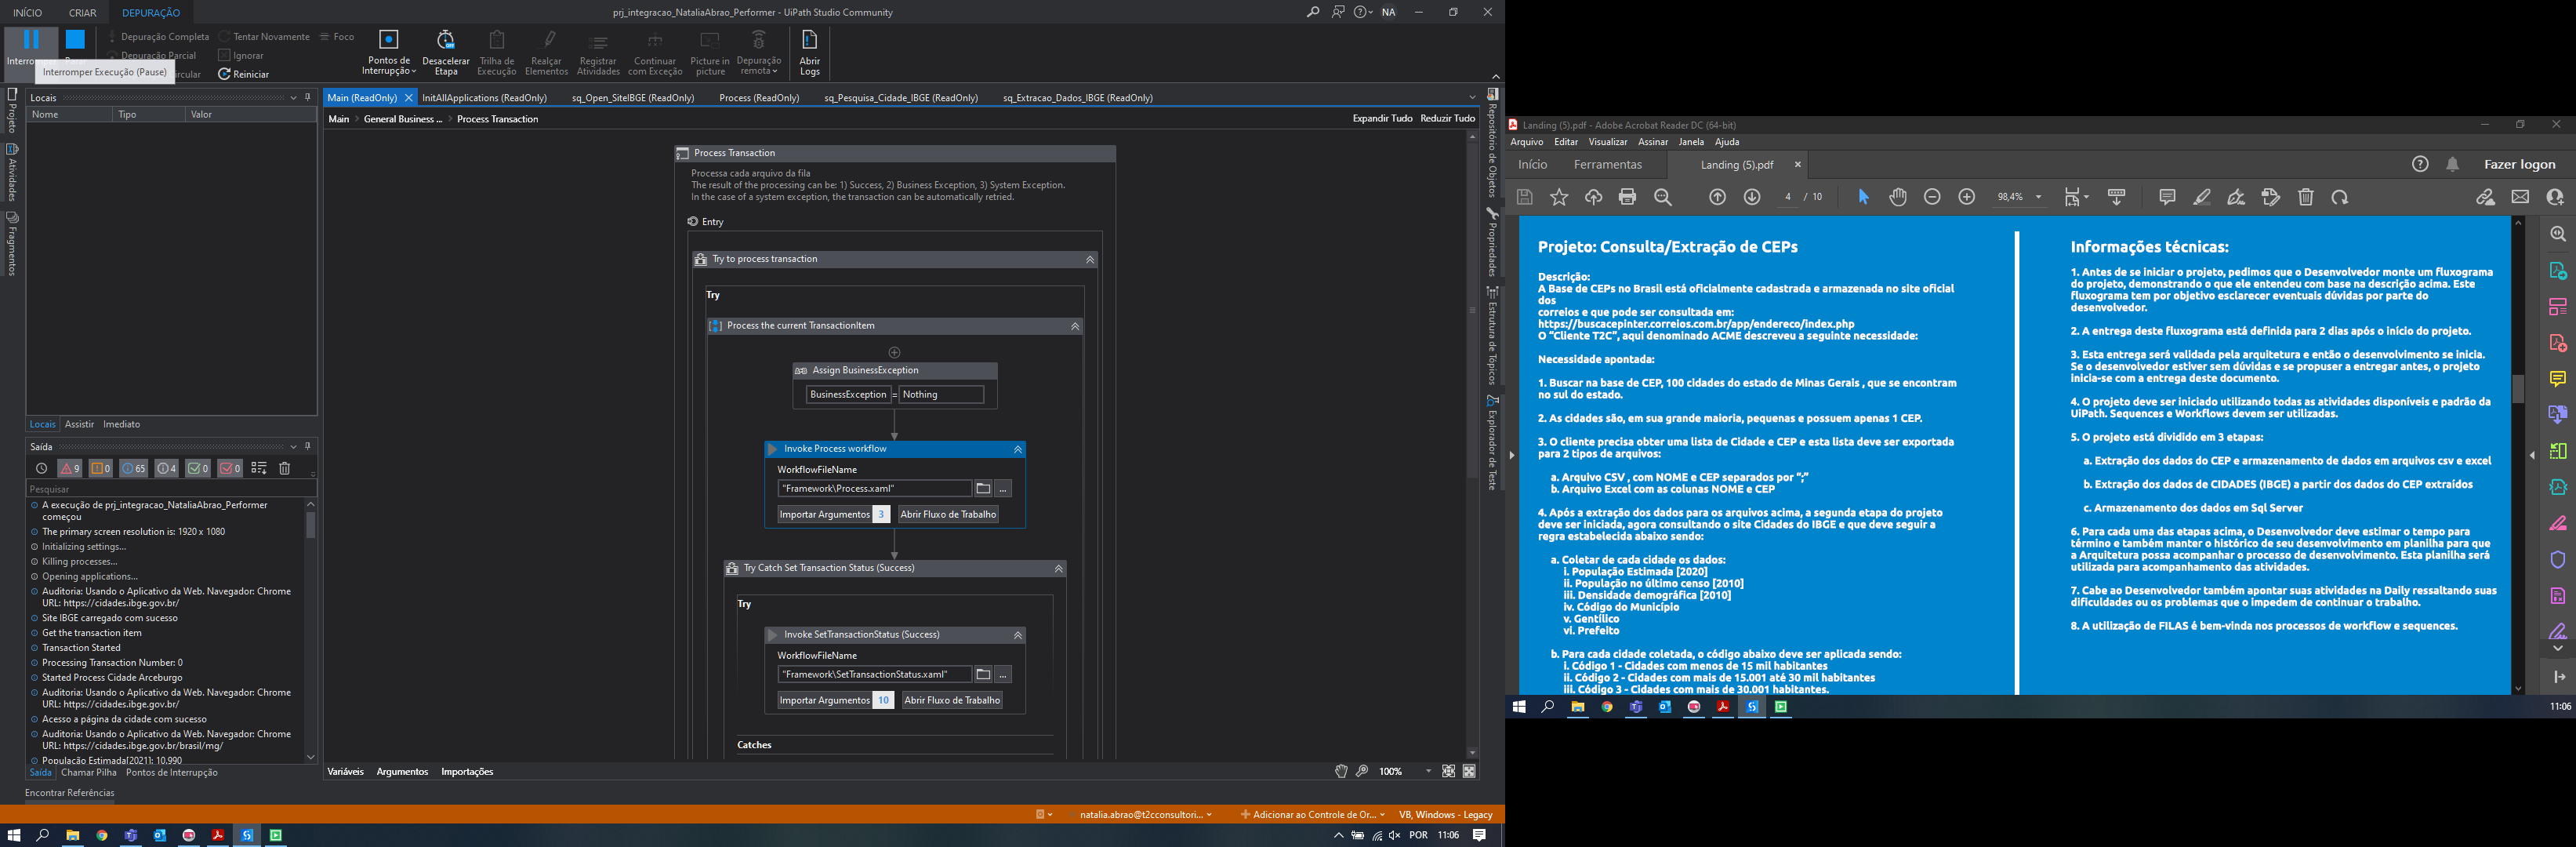 INÍCIO CRIAR DEPURAÇÃO
prj_integracao_NataliaAbrao_Performer - UiPath Studio Community
NA
Depuração Completa
Tentar Novamente
Foco
Depuração Parcial
Ignorar
Interromper Execução (Pause)
Reiniciar
Pontos de
Interrupção
Desacelerar
Etapa
Trilha de
Execução
Realçar
Elementos
Registrar
Atividades
Continuar
com Exceção
Picture in
picture
Depuração
remota
Abrir
Logs
Projeto
Atividades
Fragmentos
Locais
Nome Tipo Valor
Locais Assistir Imediato
Saída
9 0 65 4 0 0
Pesquisar
A execução de prj_integracao_NataliaAbrao_Performer
começou
The primary screen resolution is: 1920 x 1080
Initializing settings...
Killing processes...
Opening applications...
Auditoria: Usando o Aplicativo da Web. Navegador: Chrome
URL: https://cidades.ibge.gov.br/
Site IBGE carregado com sucesso
Get the transaction item
Transaction Started
Processing Transaction Number: 0
Started Process Cidade Arceburgo
Auditoria: Usando o Aplicativo da Web. Navegador: Chrome
URL: https://cidades.ibge.gov.br/
Acesso a página da cidade com sucesso
Auditoria: Usando o Aplicativo da Web. Navegador: Chrome
URL: https://cidades.ibge.gov.br/brasil/mg/
População Estimada[2021]: 10.990
Saída Chamar Pilha Pontos de Interrupção
Encontrar Referências
Main (ReadOnly) InitAllApplications (ReadOnly) sq_Open_SiteIBGE (ReadOnly) Process (ReadOnly) sq_Pesquisa_Cidade_IBGE (ReadOnly) sq_Extracao_Dados_IBGE (ReadOnly)
Main > General Business ... > Process Transaction
Expandir Tudo Reduzir Tudo
Process Transaction
Processa cada arquivo da fila
The result of the processing can be: 1) Success, 2) Business Exception, 3) System Exception.
In the case of a system exception, the transaction can be automatically retried.
Entry
Try to process transaction
Try
Process the current TransactionItem
Assign BusinessException
BusinessException = Nothing
Invoke Process workflow
WorkflowFileName
"Framework\Process.xaml"
...
Importar Argumentos 3 Abrir Fluxo de Trabalho
Try Catch Set Transaction Status (Success)
Try
Invoke SetTransactionStatus (Success)
WorkflowFileName
"Framework\SetTransactionStatus.xaml"
...
Importar Argumentos 10 Abrir Fluxo de Trabalho
Catches
Variáveis Argumentos Importações
100%
Repositório de Objetos
Propriedades
Estrutura de Tópicos
Explorador de Teste
natalia.abrao@t2cconsultori...
Adicionar ao Controle de Or...
VB, Windows - Legacy
POR 11:06
Landing (5).pdf - Adobe Acrobat Reader DC (64-bit)
Arquivo Editar Visualizar Assinar Janela Ajuda
Início Ferramentas Landing (5).pdf
Fazer logon
4 / 10
98,4%
Projeto: Consulta/Extração de CEPs
Descrição:
A Base de CEPs no Brasil está oficialmente cadastrada e armazenada no site oficial
dos
correios e que pode ser consultada em:
https://buscacepinter.correios.com.br/app/endereco/index.php
O "Cliente T2C", aqui denominado ACME descreveu a seguinte necessidade:
Necessidade apontada:
1. Buscar na base de CEP, 100 cidades do estado de Minas Gerais , que se encontram
no sul do estado.
2. As cidades são, em sua grande maioria, pequenas e possuem apenas 1 CEP.
3. O cliente precisa obter uma lista de Cidade e CEP e esta lista deve ser exportada
para 2 tipos de arquivos:
a. Arquivo CSV , com NOME e CEP separados por ";"
b. Arquivo Excel com as colunas NOME e CEP
4. Após a extração dos dados para os arquivos acima, a segunda etapa do projeto
deve ser iniciada, agora consultando o site Cidades do IBGE e que deve seguir a
regra estabelecida abaixo sendo:
a. Coletar de cada cidade os dados:
i. População Estimada [2020]
ii. População no último censo [2010]
iii. Densidade demográfica [2010]
iv. Código do Município
v. Gentílico
vi. Prefeito
b. Para cada cidade coletada, o código abaixo deve ser aplicada sendo:
i. Código 1 - Cidades com menos de 15 mil habitantes
ii. Código 2 - Cidades com mais de 15.001 até 30 mil habitantes
iii. Código 3 - Cidades com mais de 30.001 habitantes.
Informações técnicas:
1. Antes de se iniciar o projeto, pedimos que o Desenvolvedor monte um fluxograma
do projeto, demonstrando o que ele entendeu com base na descrição acima. Este
fluxograma tem por objetivo esclarecer eventuais dúvidas por parte do
desenvolvedor.
2. A entrega deste fluxograma está definida para 2 dias após o início do projeto.
3. Esta entrega será validada pela arquitetura e então o desenvolvimento se inicia.
Se o desenvolvedor estiver sem dúvidas e se propuser a entregar antes, o projeto
inicia-se com a entrega deste documento.
4. O projeto deve ser iniciado utilizando todas as atividades disponíveis e padrão da
UiPath. Sequences e Workflows devem ser utilizadas.
5. O projeto está dividido em 3 etapas:
a. Extração dos dados do CEP e armazenamento de dados em arquivos csv e excel
b. Extração dos dados de CIDADES (IBGE) a partir dos dados do CEP extraídos
c. Armazenamento dos dados em Sql Server
6. Para cada uma das etapas acima, o Desenvolvedor deve estimar o tempo para
término e também manter o histórico de seu desenvolvimento em planilha para que
a Arquitetura possa acompanhar o processo de desenvolvimento. Esta planilha será
utilizada para acompanhamento das atividades.
7. Cabe ao Desenvolvedor também apontar suas atividades na Daily ressaltando suas
dificuldades ou os problemas que o impedem de continuar o trabalho.
8. A utilização de FILAS é bem-vinda nos processos de workflow e sequences.
11:06